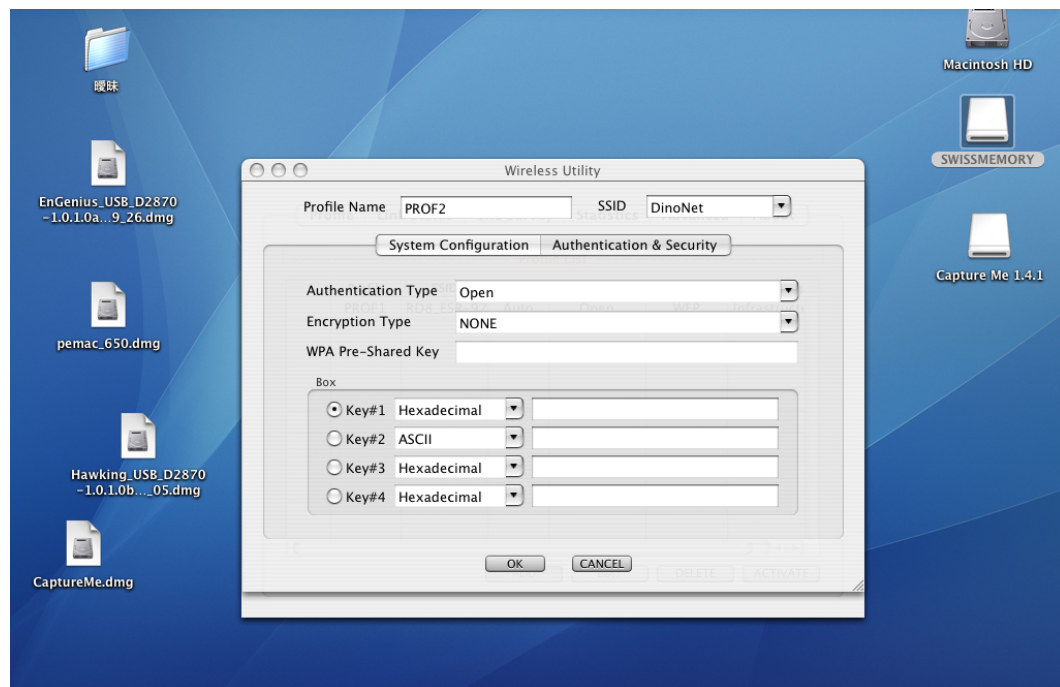 Macintosh HD
曖昧
SWISSMEMORY
EnGenius_USB_D2870
-1.0.1.0a...9_26.dmg
Capture Me 1.4.1
pemac_650.dmg
Hawking_USB_D2870
-1.0.1.0b..._05.dmg
CaptureMe.dmg
Wireless Utility
Profile Name PROF2 SSID DinoNet
System Configuration Authentication & Security
Authentication Type Open
Encryption Type NONE
WPA Pre-Shared Key
Box
Key#1 Hexadecimal
Key#2 ASCII
Key#3 Hexadecimal
Key#4 Hexadecimal
OK CANCEL
DELETE ACTIVATE